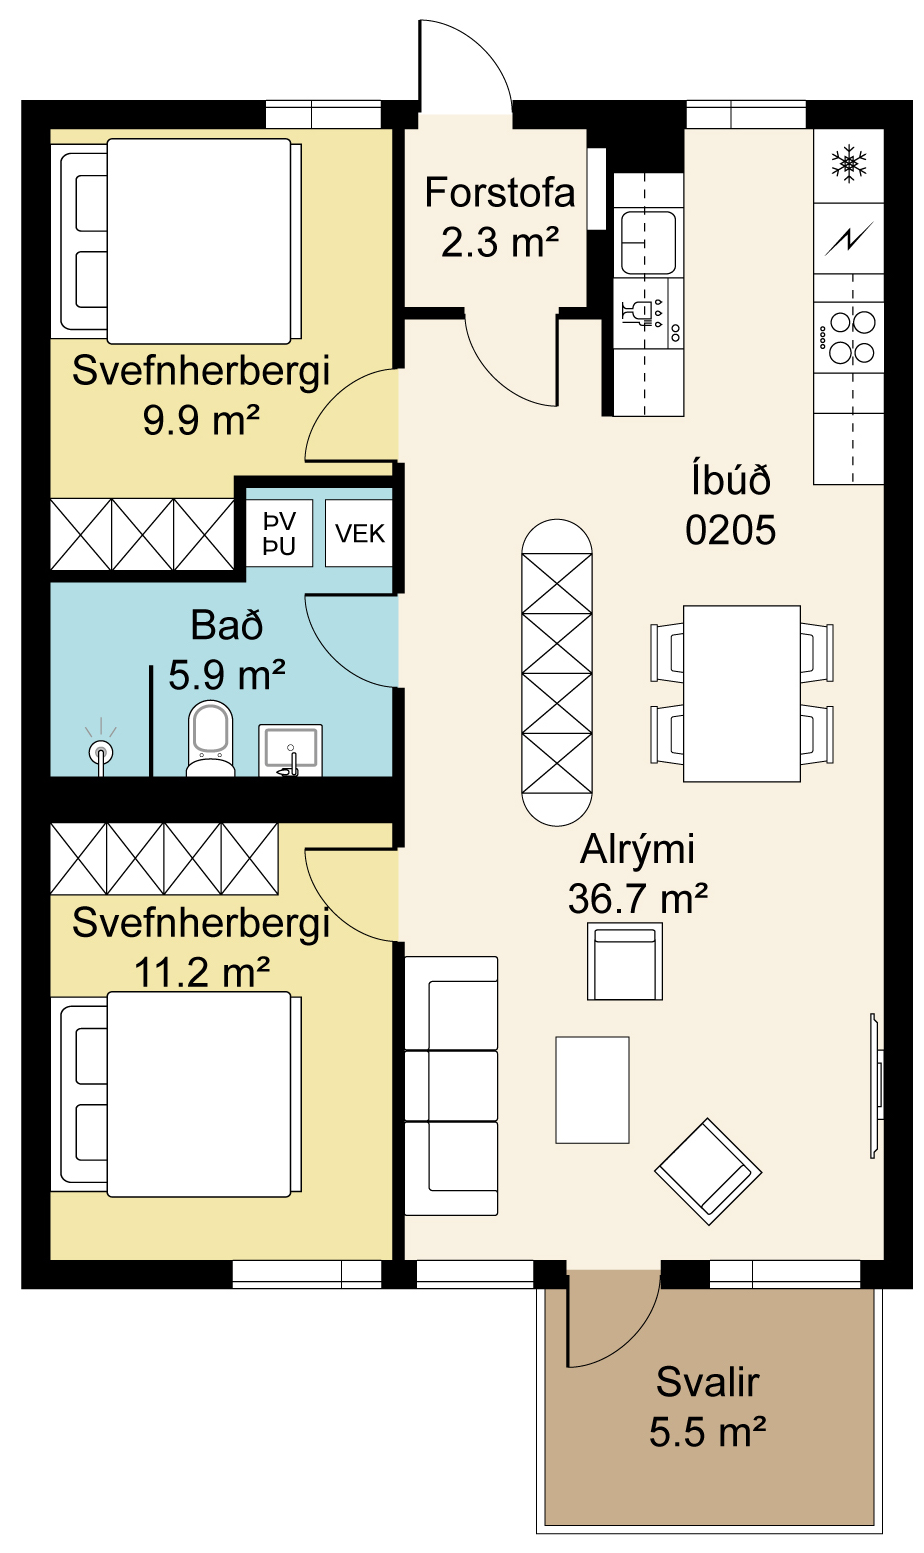 Forstofa
2.3 m²
Svefnherbergi
9.9 m²
Íbúð
0205
ÞV
ÞU
VEK
Bað
5.9 m²
Alrými
36.7 m²
Svefnherbergi
11.2 m²
Svalir
5.5 m²